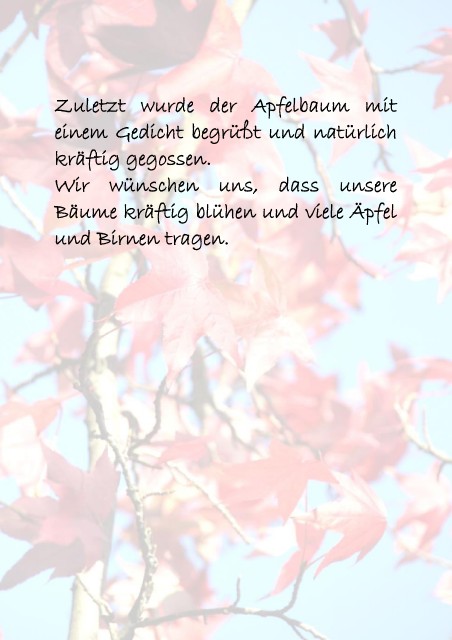 Zuletzt wurde der Apfelbaum mit
einem Gedicht begrüßt und natürlich
kräftig gegossen.
Wir wünschen uns, dass unsere
Bäume kräftig blühen und viele Äpfel
und Birnen tragen.